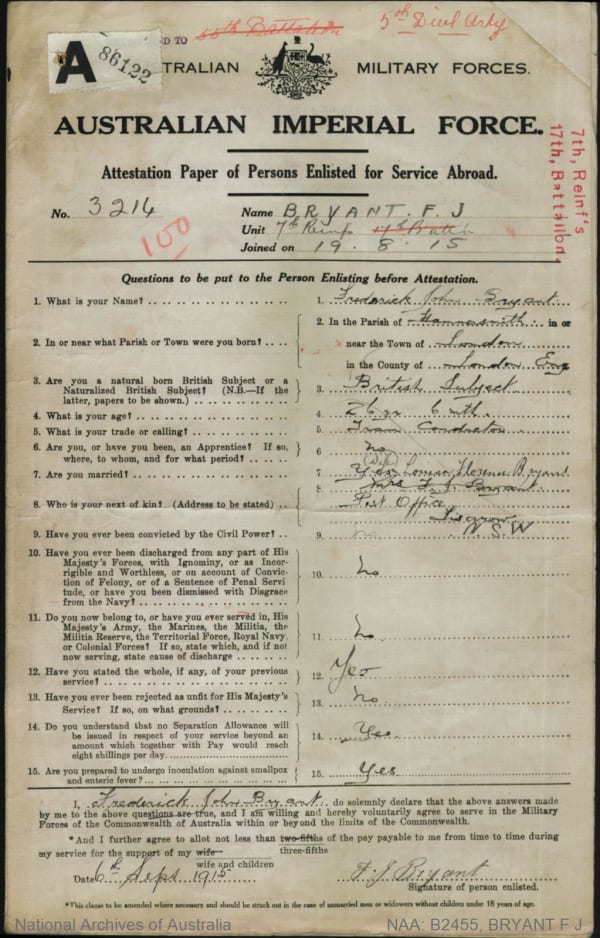 D TO 55th Battalion 5th Divl Arty
A 86122
TRALIAN MILITARY FORCES.
AUSTRALIAN IMPERIAL FORCE.
Attestation Paper of Persons Enlisted for Service Abroad.
7th, Reinf's
17th, Battalion,
No. 3214 Name BRYANT. F. J
100
Unit 7th Reinf 17th Battn
Joined on 19. 8. 15
Questions to be put to the Person Enlisting before Attestation.
1. What is your Name? 1. Frederick John Bryant
2. In or near what Parish or Town were you born? 2. In the Parish of Hammersmith in or
near the Town of London
in the County of London Eng
3. Are you a natural born British Subject or a
Naturalized British Subject? (N.B.—If the
latter, papers to be shown.) 3. British Subject
4. What is your age? 4. 26 yr 6 mth.
5. What is your trade or calling? 5. Tram Conductor
6. Are you, or have you been, an Apprentice? If so,
where, to whom, and for what period? 6 no
7. Are you married? 7 Yes (Wife) Louisa Florence Bryant
8. Who is your next of kin? (Address to be stated) 8. Mrs F. J. Bryant.
Post Office
Lisarow
N.S.W
9. Have you ever been convicted by the Civil Power? 9. no
10. Have you ever been discharged from any part of His
Majesty's Forces, with Ignominy, or as Incor-
rigible and Worthless, or on account of Convic-
tion of Felony, or of a Sentence of Penal Servi
tude, or have you been dismissed with Disgrace
from the Navy? 10. No
11. Do you now belong to, or have you ever served in, His
Majesty's Army, the Marines, the Militia, the
Militia Reserve, the Territorial Force, Royal Navy
or Colonial Forces? If so, state which, and if not
now serving, state cause of discharge 11. No
12. Have you stated the whole, if any, of your previous
service? 12. Yes
13. Have you ever been rejected as unfit for His Majesty's
Service? If so, on what grounds? 13. No
14. Do you understand that no Separation Allowance will
be issued in respect of your service beyond an
amount which together with Pay would reach
eight shillings per day. 14. Yes
15. Are you prepared to undergo inoculation against smallpox
and enteric fever? 15. Yes
I, Frederick John Bryant do solemnly declare that the above answers made
by me to the above questions are true, and I am willing and hereby voluntarily agree to serve in the Military
Forces of the Commonwealth of Australia within or beyond the limits of the Commonwealth.
*And I further agree to allot not less than two-fifths of the pay payable to me from time to time during
three-fifths
my service for the support of my wife
wife and children
Date 6th Sept 1915 F. J. Bryant
Signature of person enlisted.
*This clause to be amended where necessary and should be struck out in the case of unmarried men or widowers without children under 18 years of age.
National Archives of Australia NAA: B2455, BRYANT F J